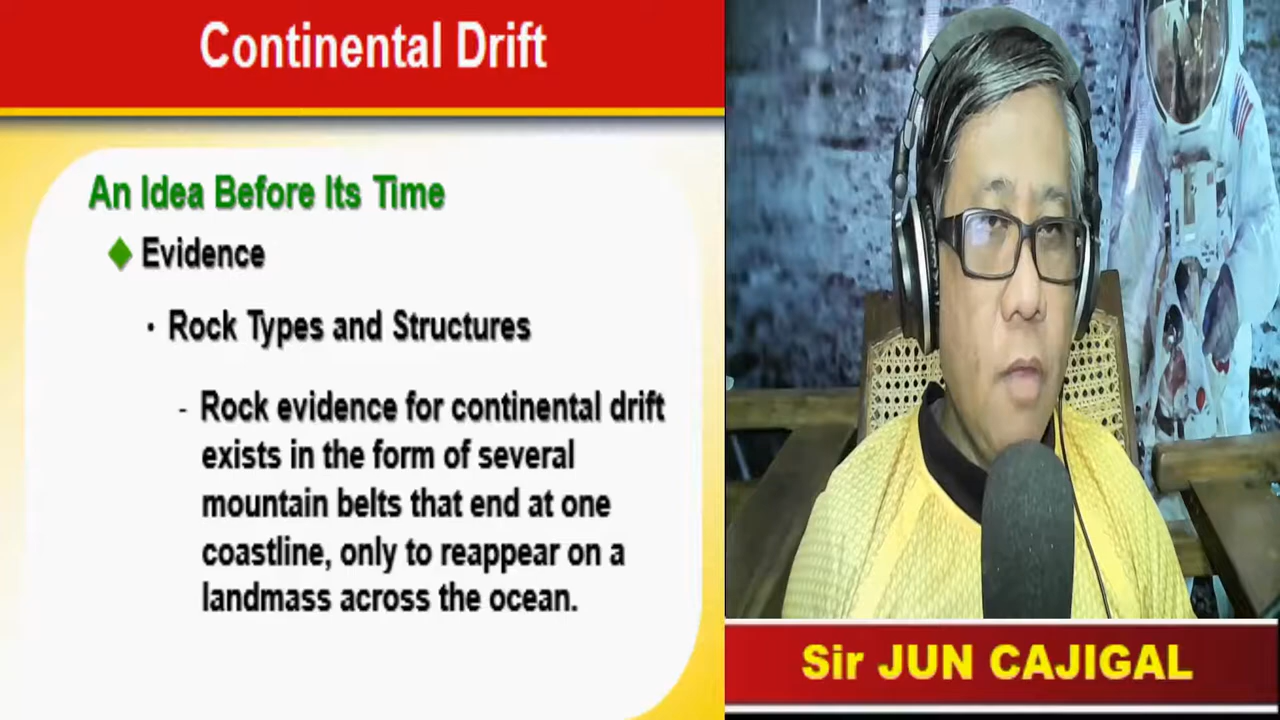 Continental Drift
An Idea Before Its Time
Evidence
Rock Types and Structures
- Rock evidence for continental drift
exists in the form of several
mountain belts that end at one
coastline, only to reappear on a
landmass across the ocean.
Sir JUN CAJIGAL